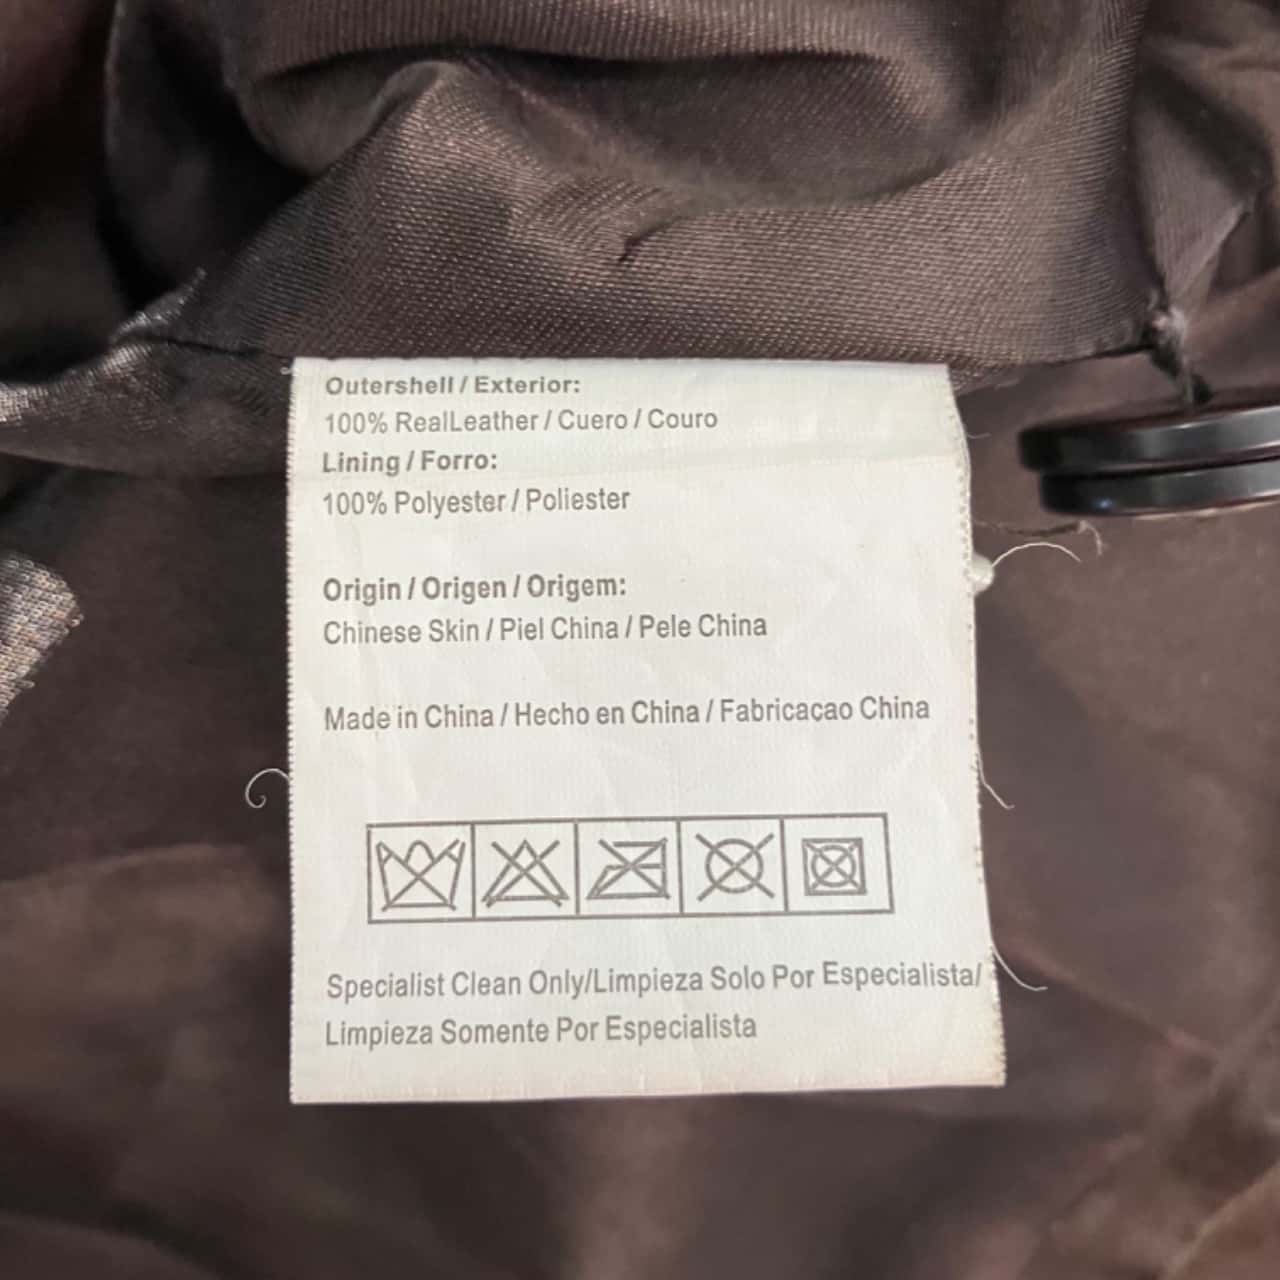 Outershell / Exterior:
100% RealLeather / Cuero / Couro
Lining / Forro:
100% Polyester / Poliester
Origin / Origen / Origem:
Chinese Skin / Piel China / Pele China
Made in China / Hecho en China / Fabricaçao China
Specialist Clean Only/Limpieza Solo Por Especialista/
Limpieza Somente Por Especialista